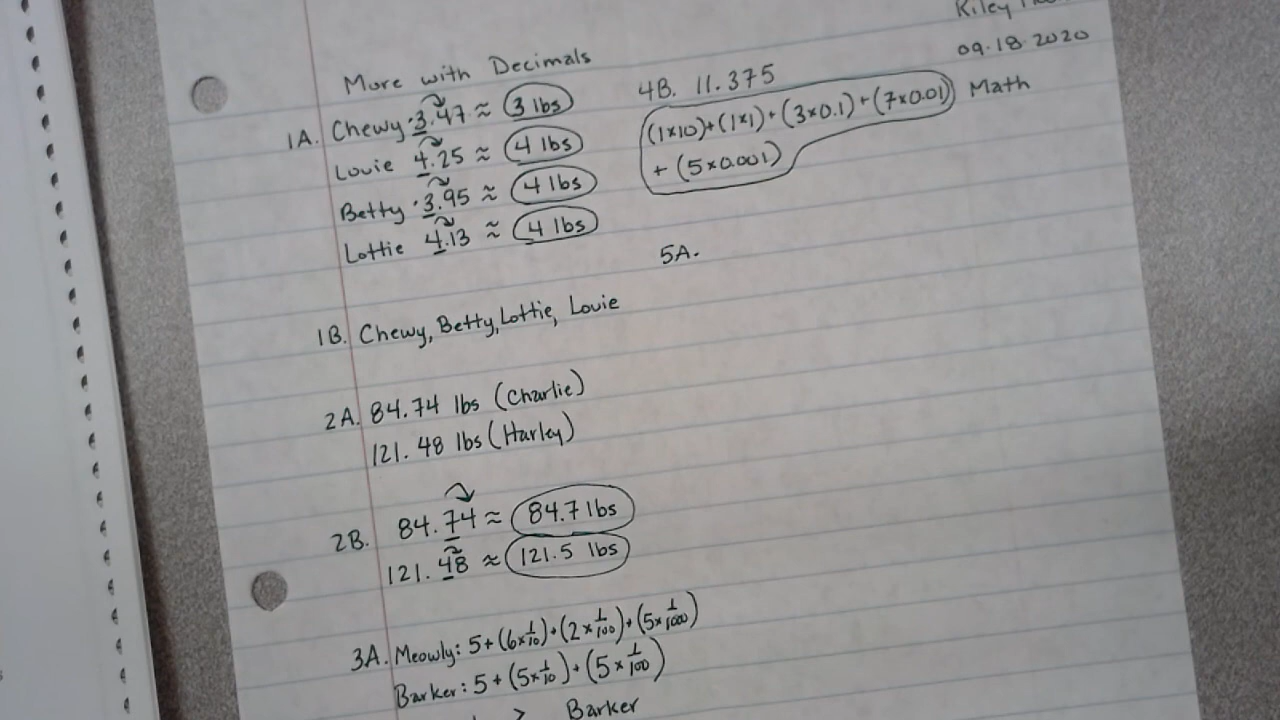 Riley
09.18.2020
Math
More with Decimals
1A. Chewy · 3.47 ≈ 3 lbs
Louie 4.25 ≈ 4 lbs
Betty · 3.95 ≈ 4 lbs
Lottie 4.13 ≈ 4 lbs
1B. Chewy, Betty, Lottie, Louie
2A. 84.74 lbs (Charlie)
121.48 lbs (Harley)
2B. 84.74 ≈ 84.7 lbs
121.48 ≈ 121.5 lbs
3A. Meowly: 5 + (6 × 1/10) + (2 × 1/100) + (5 × 1/1000)
Barker: 5 + (5 × 1/10) + (5 × 1/100)
> Barker
4B. 11.375
(1×10) + (1×1) + (3×0.1) + (7×0.01)
+ (5×0.001)
5A.